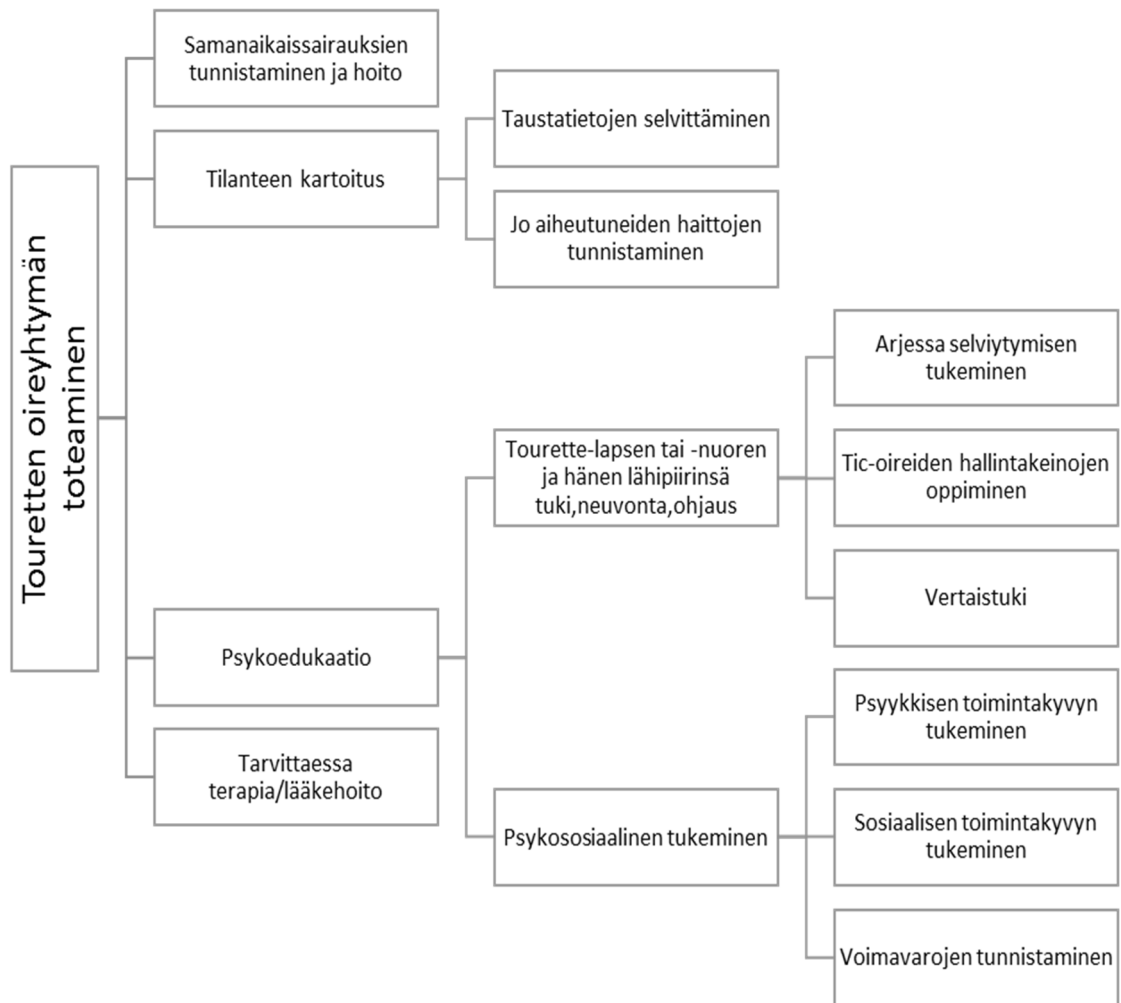 Touretten oireyhtymän
toteaminen
Samanaikaissairauksien
tunnistaminen ja hoito
Tilanteen kartoitus
Taustatietojen selvittäminen
Jo aiheutuneiden haittojen
tunnistaminen
Psykoedukaatio
Tourette-lapsen tai -nuoren
ja hänen lähipiirinsä
tuki,neuvonta,ohjaus
Arjessa selviytymisen
tukeminen
Tic-oireiden hallintakeinojen
oppiminen
Vertaistuki
Psykososiaalinen tukeminen
Psyykkisen toimintakyvyn
tukeminen
Sosiaalisen toimintakyvyn
tukeminen
Voimavarojen tunnistaminen
Tarvittaessa
terapia/lääkehoito